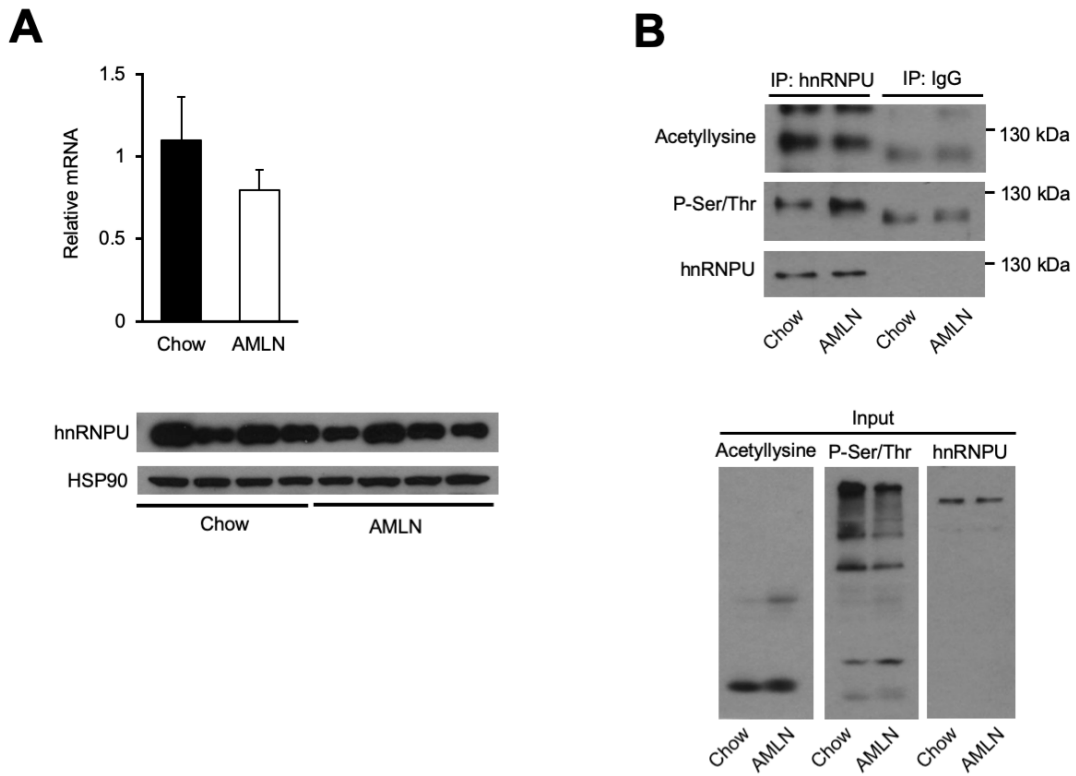 A
1.5
1
0.5
0
Relative mRNA
Chow AMLN
hnRNPU
HSP90
Chow AMLN
B
IP: hnRNPU IP: IgG
Acetyllysine 130 kDa
P-Ser/Thr 130 kDa
hnRNPU 130 kDa
Chow AMLN Chow AMLN
Input
Acetyllysine P-Ser/Thr hnRNPU
Chow AMLN Chow AMLN Chow AMLN